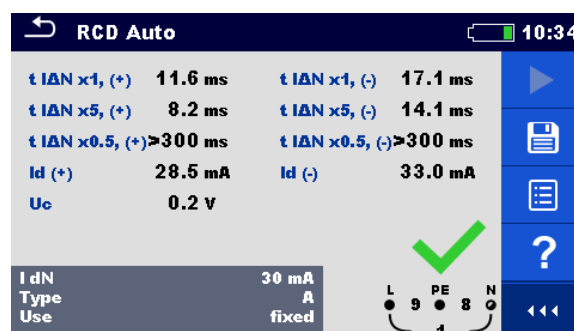 RCD Auto 10:34
t IΔN x1, (+) 11.6 ms t IΔN x1, (-) 17.1 ms
t IΔN x5, (+) 8.2 ms t IΔN x5, (-) 14.1 ms
t IΔN x0.5, (+) >300 ms t IΔN x0.5, (-) >300 ms
Id (+) 28.5 mA Id (-) 33.0 mA
Uc 0.2 V
?
I dN 30 mA
Type A
Use fixed
L PE N
9 8
1